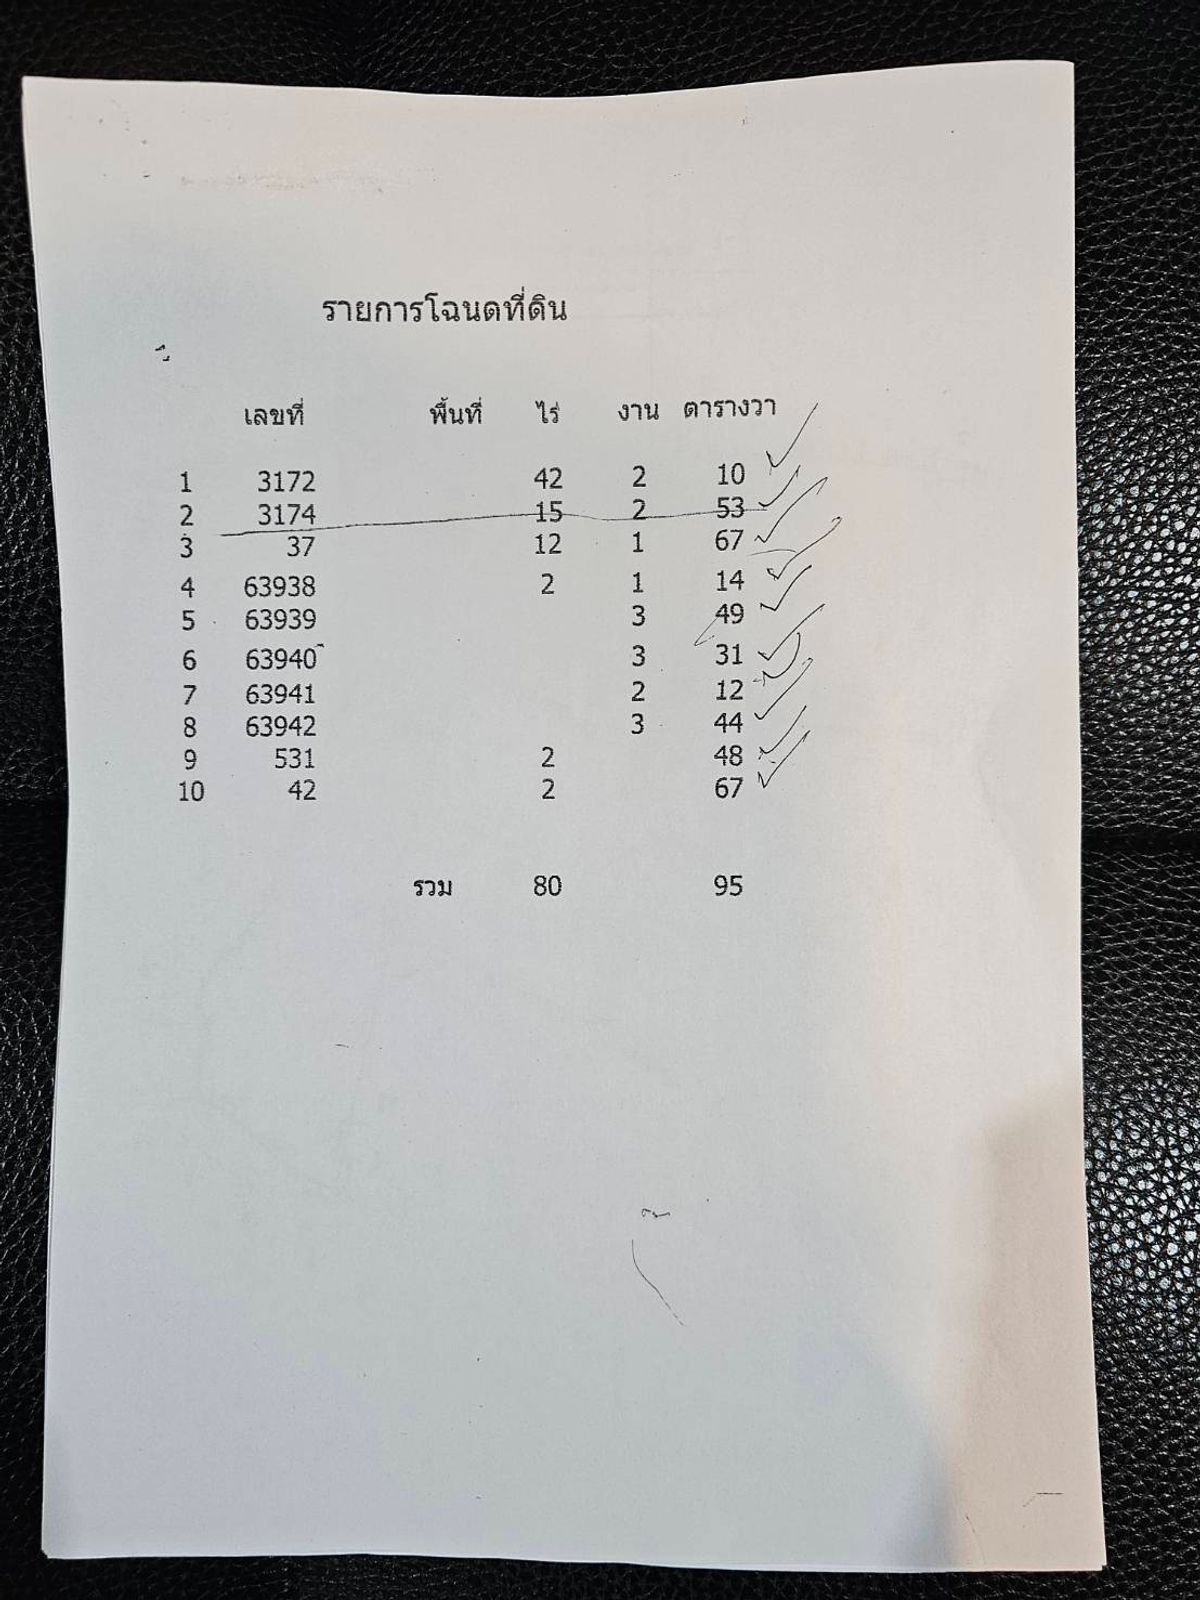 รายการโฉนดที่ดิน
เลขที่ พื้นที่ ไร่ งาน ตารางวา
1 3172 42 2 10
2 3174 15 2 53
3 37 12 1 67
4 63938 2 1 14
5 63939 3 49
6 63940 3 31
7 63941 2 12
8 63942 3 44
9 531 2 48
10 42 2 67
รวม 80 95